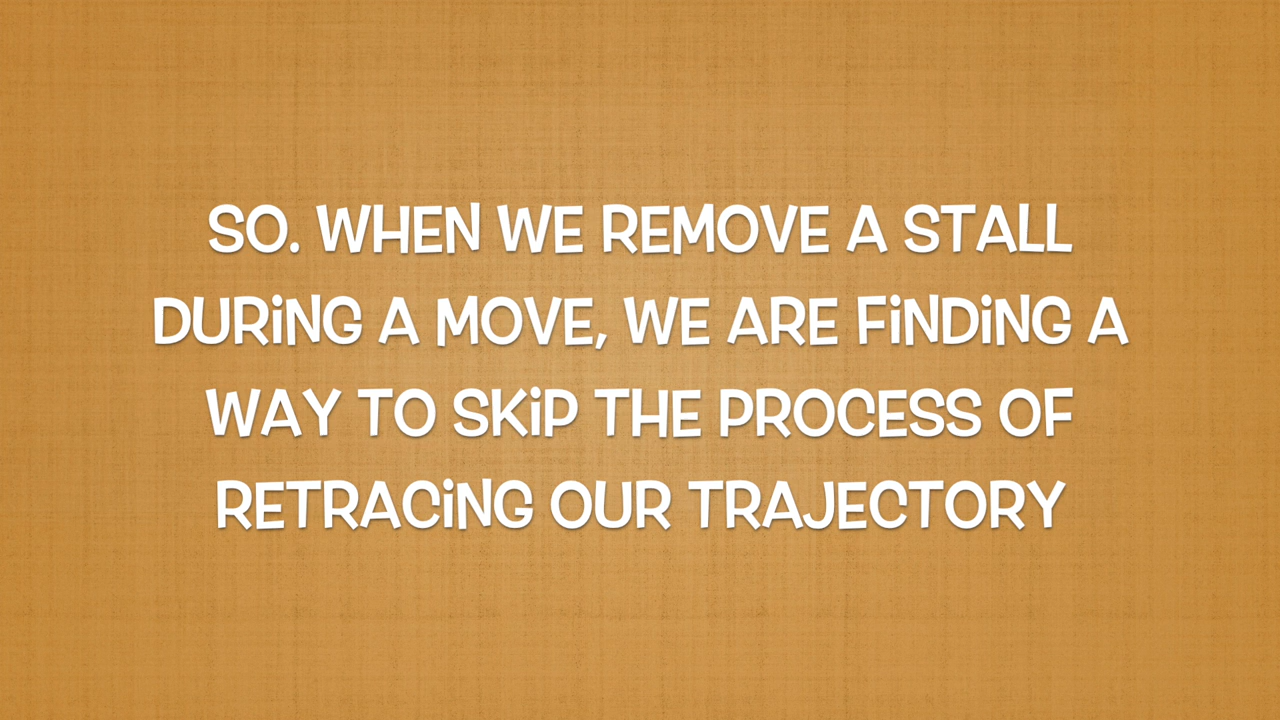 SO. WHEN WE REMOVE A STALL
DURiNG A MOVE, WE ARE FiNDiNG A
WAY TO SKiP THE PROCESS OF
RETRACiNG OUR TRAJECTORY